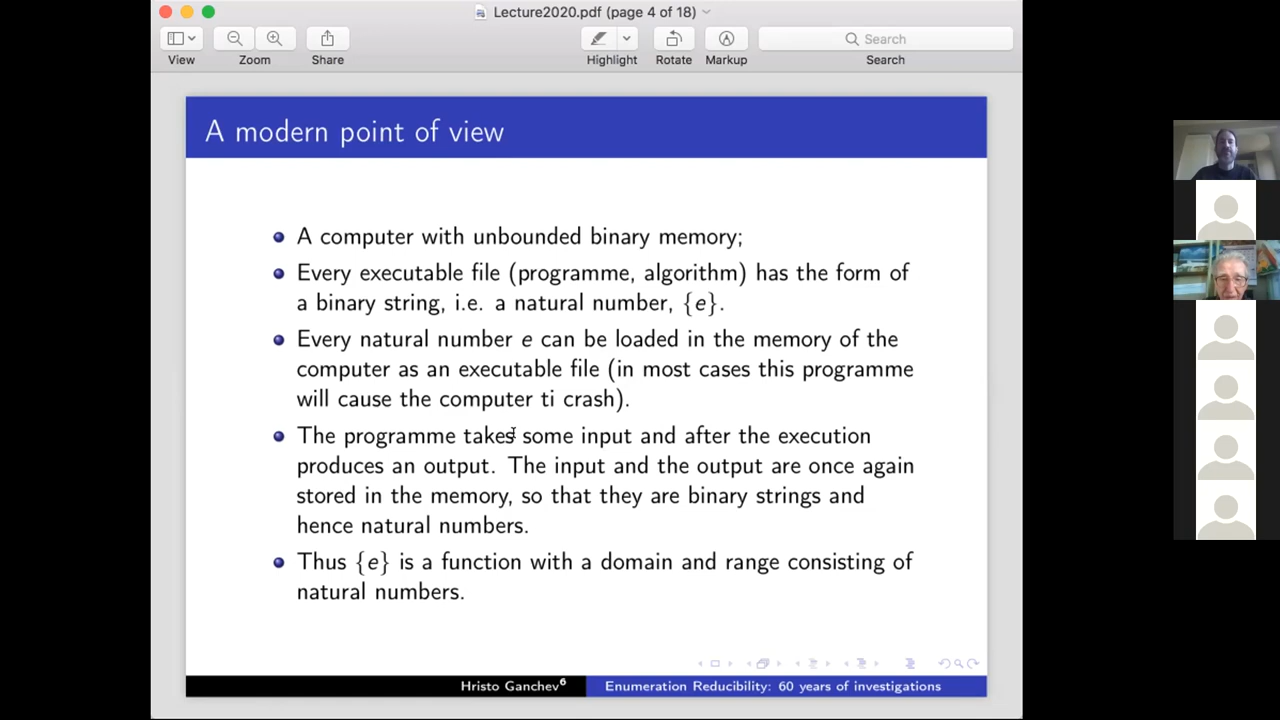 Lecture2020.pdf (page 4 of 18)
View
Zoom
Share
Highlight
Rotate
Markup
Search
Search
A modern point of view
A computer with unbounded binary memory;
Every executable file (programme, algorithm) has the form of
a binary string, i.e. a natural number, {e}.
Every natural number e can be loaded in the memory of the
computer as an executable file (in most cases this programme
will cause the computer ti crash).
The programme takes some input and after the execution
produces an output. The input and the output are once again
stored in the memory, so that they are binary strings and
hence natural numbers.
Thus {e} is a function with a domain and range consisting of
natural numbers.
Hristo Ganchev⁶
Enumeration Reducibility: 60 years of investigations